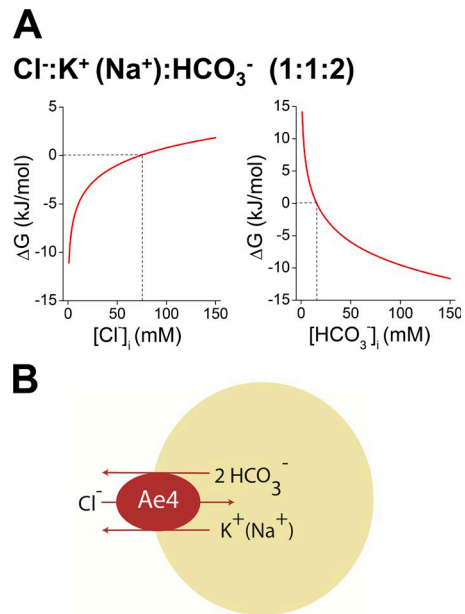 A
Cl⁻:K⁺ (Na⁺):HCO₃⁻ (1:1:2)
5
0
-5
-10
-15
ΔG (kJ/mol)
0 50 100 150
[Cl⁻]ᵢ (mM)
15
10
5
0
-5
-10
-15
ΔG (kJ/mol)
0 50 100 150
[HCO₃⁻]ᵢ (mM)
B
2 HCO₃⁻
Cl⁻
Ae4
K⁺(Na⁺)